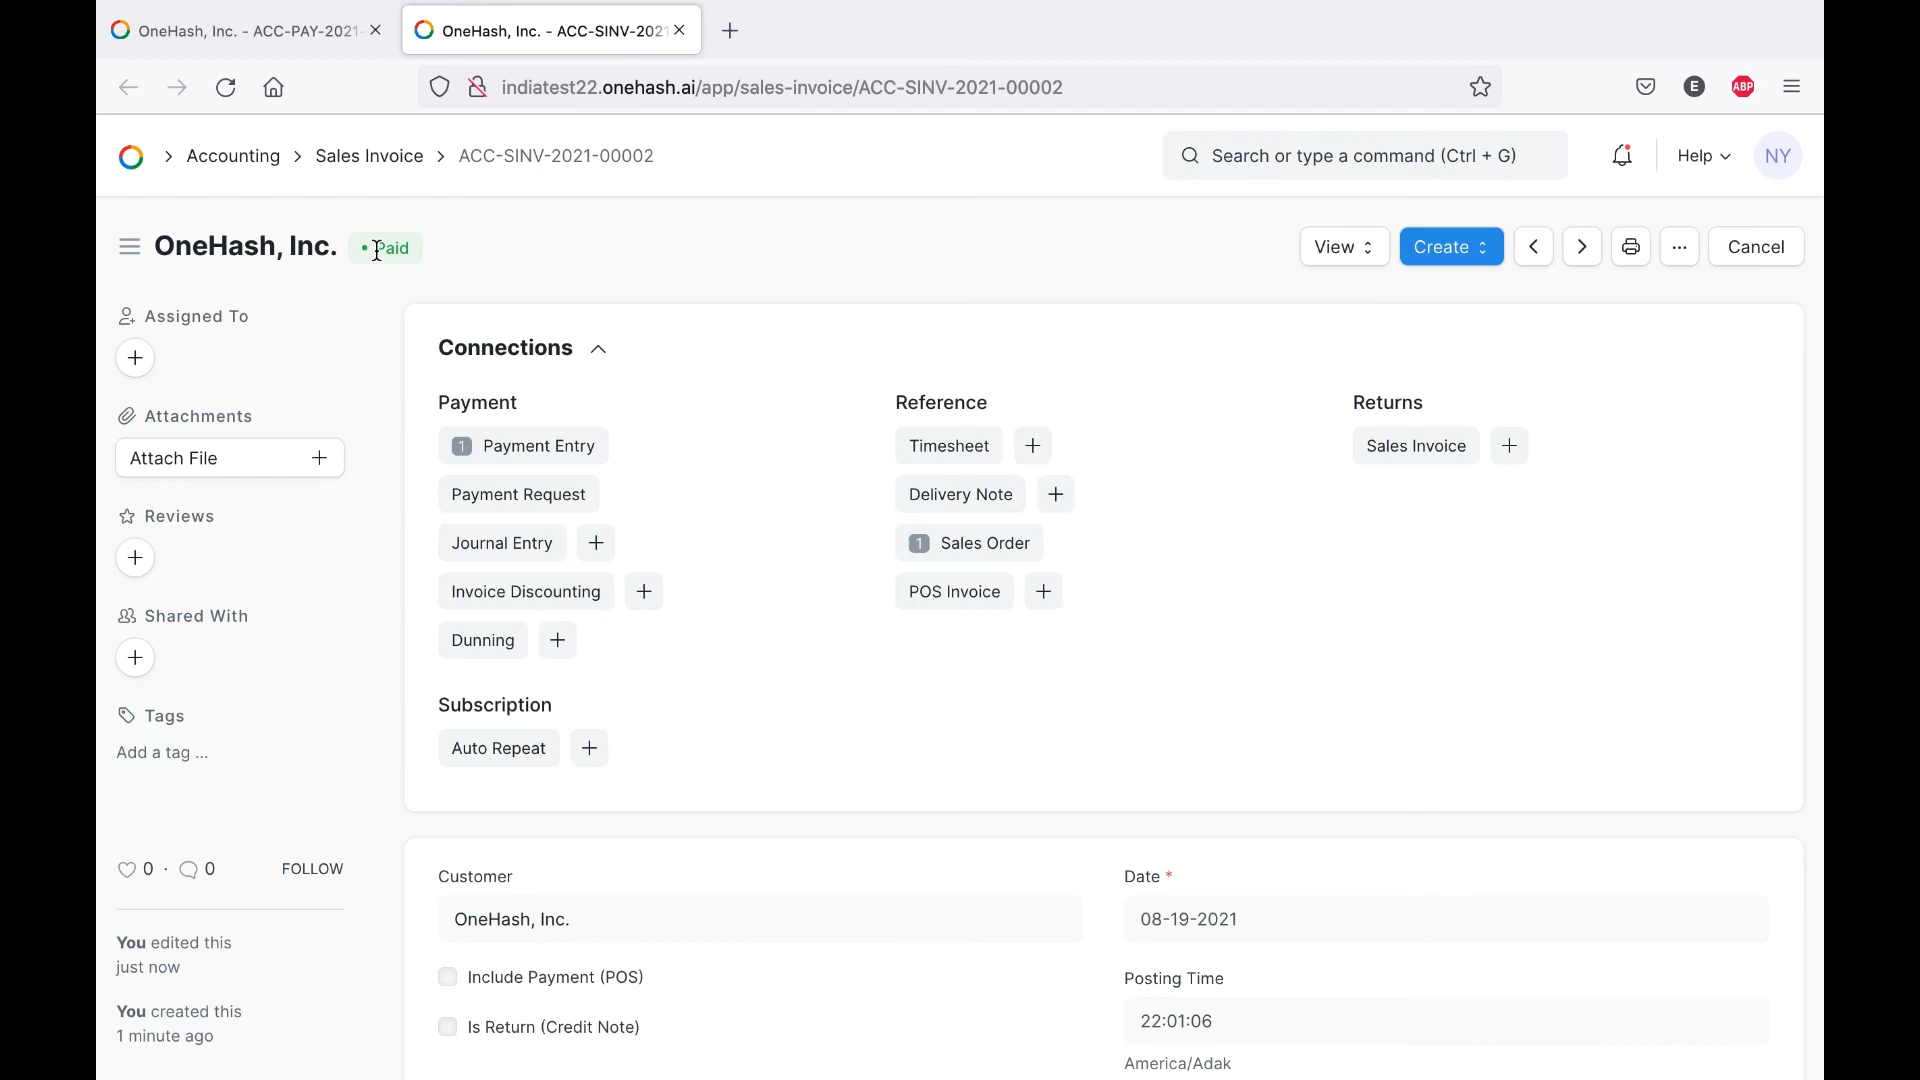 OneHash, Inc. - ACC-PAY-2021-
OneHash, Inc. - ACC-SINV-2021
indiatest22.onehash.ai/app/sales-invoice/ACC-SINV-2021-00002
E
ABP
Accounting > Sales Invoice > ACC-SINV-2021-00002
Search or type a command (Ctrl + G)
Help
NY
OneHash, Inc.
Paid
View
Create
Cancel
Assigned To
Attachments
Attach File
Reviews
Shared With
Tags
Add a tag ...
0 · 0
FOLLOW
You edited this
just now
You created this
1 minute ago
Connections
Payment
1 Payment Entry
Payment Request
Journal Entry
Invoice Discounting
Dunning
Reference
Timesheet
Delivery Note
1 Sales Order
POS Invoice
Returns
Sales Invoice
Subscription
Auto Repeat
Customer
OneHash, Inc.
Include Payment (POS)
Is Return (Credit Note)
Date *
08-19-2021
Posting Time
22:01:06
America/Adak